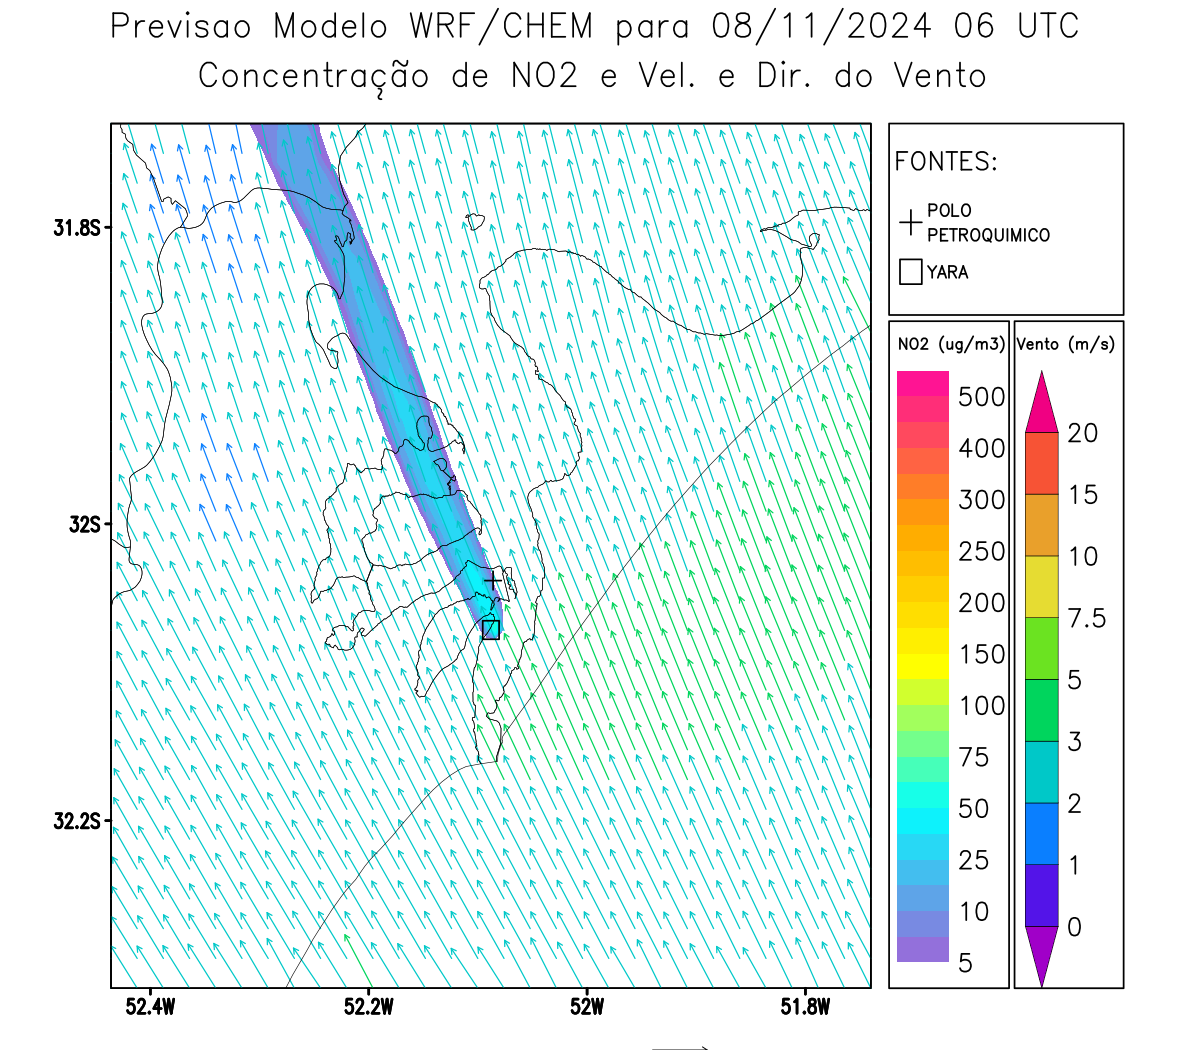 Previsao Modelo WRF/CHEM para 08/11/2024 06 UTC
Concentração de NO2 e Vel. e Dir. do Vento
FONTES:
POLO
PETROQUIMICO
YARA
NO2 (ug/m3)
500
400
300
250
200
150
100
75
50
25
10
5
Vento (m/s)
20
15
10
7.5
5
3
2
1
0
31.8S
32S
32.2S
52.4W
52.2W
52W
51.8W